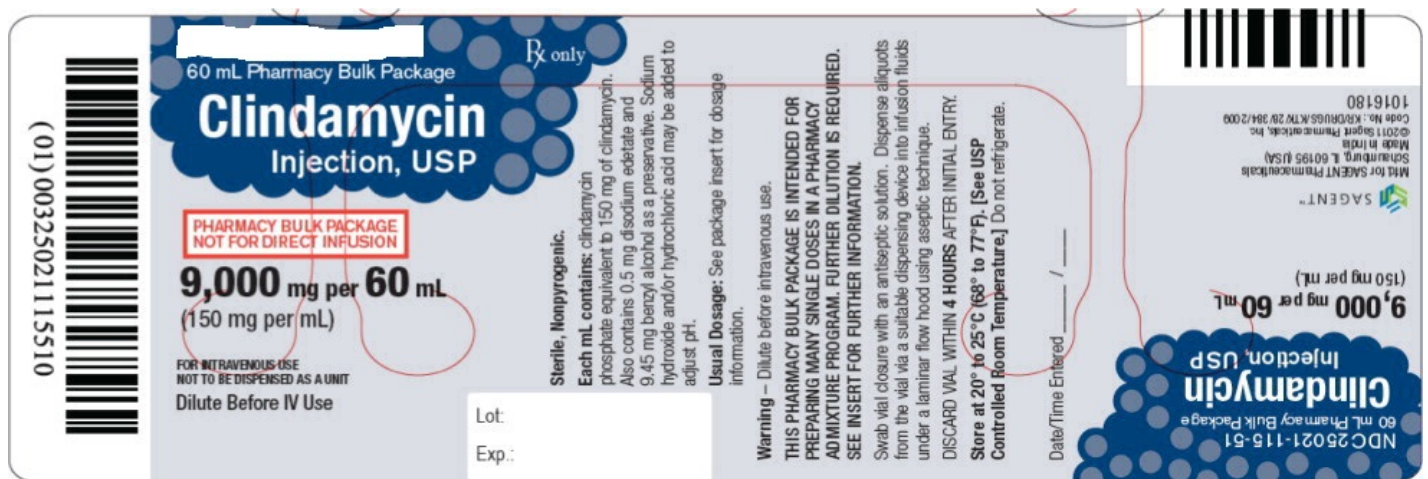 (01)00325021115510
60 mL Pharmacy Bulk Package
Rx only
Clindamycin
Injection, USP
PHARMACY BULK PACKAGE
NOT FOR DIRECT INFUSION
9,000 mg per 60 mL
(150 mg per mL)
FOR INTRAVENOUS USE
NOT TO BE DISPENSED AS A UNIT
Dilute Before IV Use
Lot:
Exp.:
Sterile, Nonpyrogenic.
Each mL contains: clindamycin
phosphate equivalent to 150 mg of clindamycin.
Also contains 0.5 mg disodium edetate and
9.45 mg benzyl alcohol as a preservative. Sodium
hydroxide and/or hydrochloric acid may be added to
adjust pH.
Usual Dosage: See package insert for dosage
information.
Warning – Dilute before intravenous use.
THIS PHARMACY BULK PACKAGE IS INTENDED FOR
PREPARING MANY SINGLE DOSES IN A PHARMACY
ADMIXTURE PROGRAM. FURTHER DILUTION IS REQUIRED.
SEE INSERT FOR FURTHER INFORMATION.
Swab vial closure with an antiseptic solution. Dispense aliquots
from the vial via a suitable dispensing device into infusion fluids
under a laminar flow hood using aseptic technique.
DISCARD VIAL WITHIN 4 HOURS AFTER INITIAL ENTRY.
Store at 20° to 25°C (68° to 77°F). [See USP
Controlled Room Temperature.] Do not refrigerate.
Date/Time Entered ______ / ______
NDC 25021-115-51
60 mL Pharmacy Bulk Package
Clindamycin
Injection, USP
9,000 mg per 60 mL
(150 mg per mL)
SAGENT™
Mfd. for SAGENT Pharmaceuticals
Schaumburg, IL 60195 (USA)
Made in India
©2011 Sagent Pharmaceuticals, Inc.
Code No.: KR/DRUGS/KTK/28/384/2009
1016180